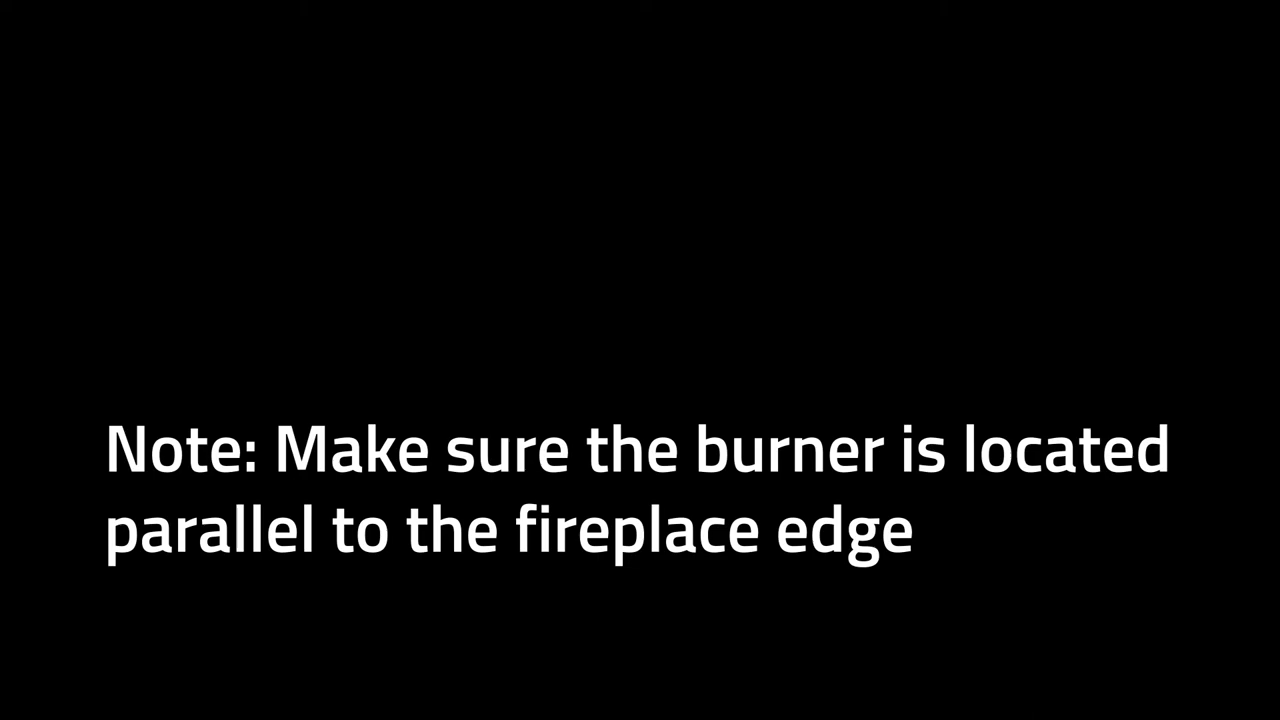 Note: Make sure the burner is located
parallel to the fireplace edge